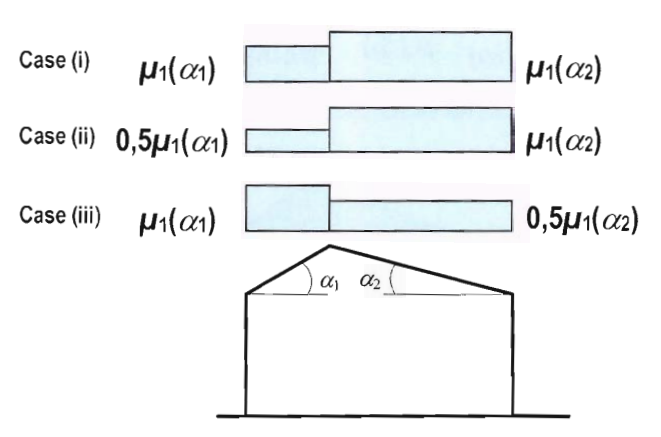 Case (i) μ₁(α₁) μ₁(α₂)
Case (ii) 0,5μ₁(α₁) μ₁(α₂)
Case (iii) μ₁(α₁) 0,5μ₁(α₂)
α₁ α₂